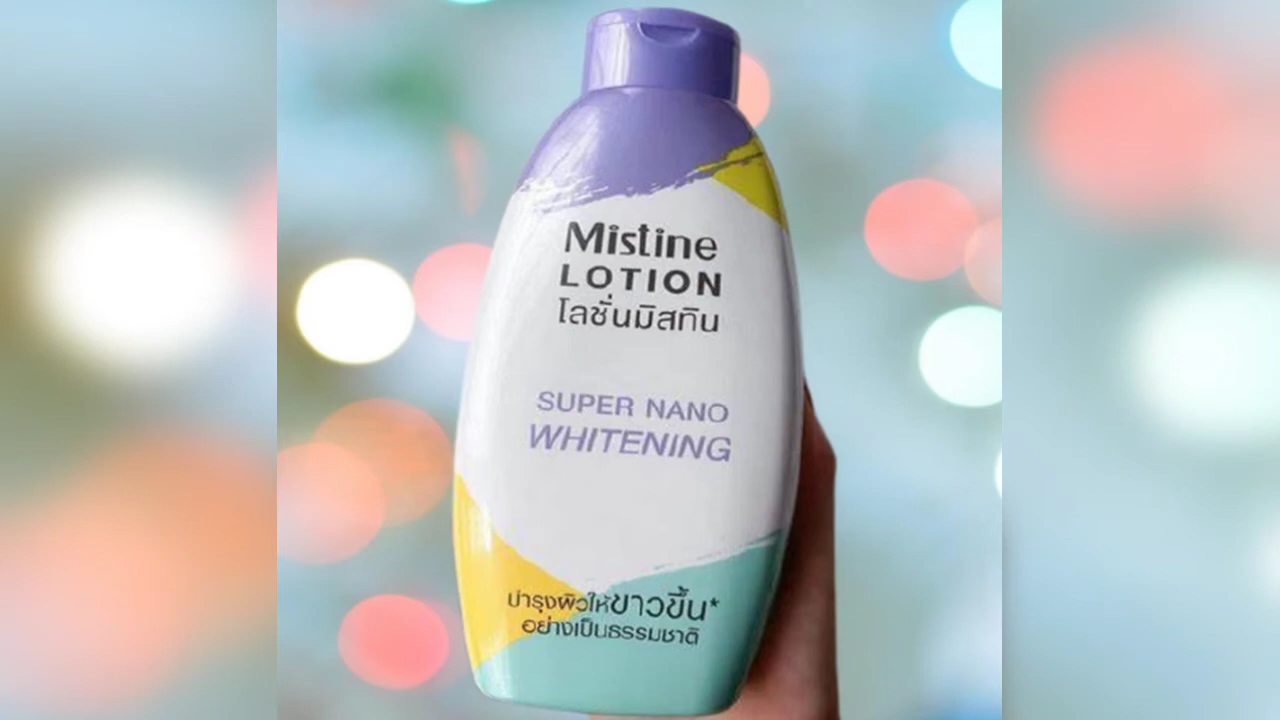 Mistine
LOTION
โลชั่นมิสทิน
SUPER NANO
WHITENING
บำรุงผิวให้ขาวขึ้น*
อย่างเป็นธรรมชาติ